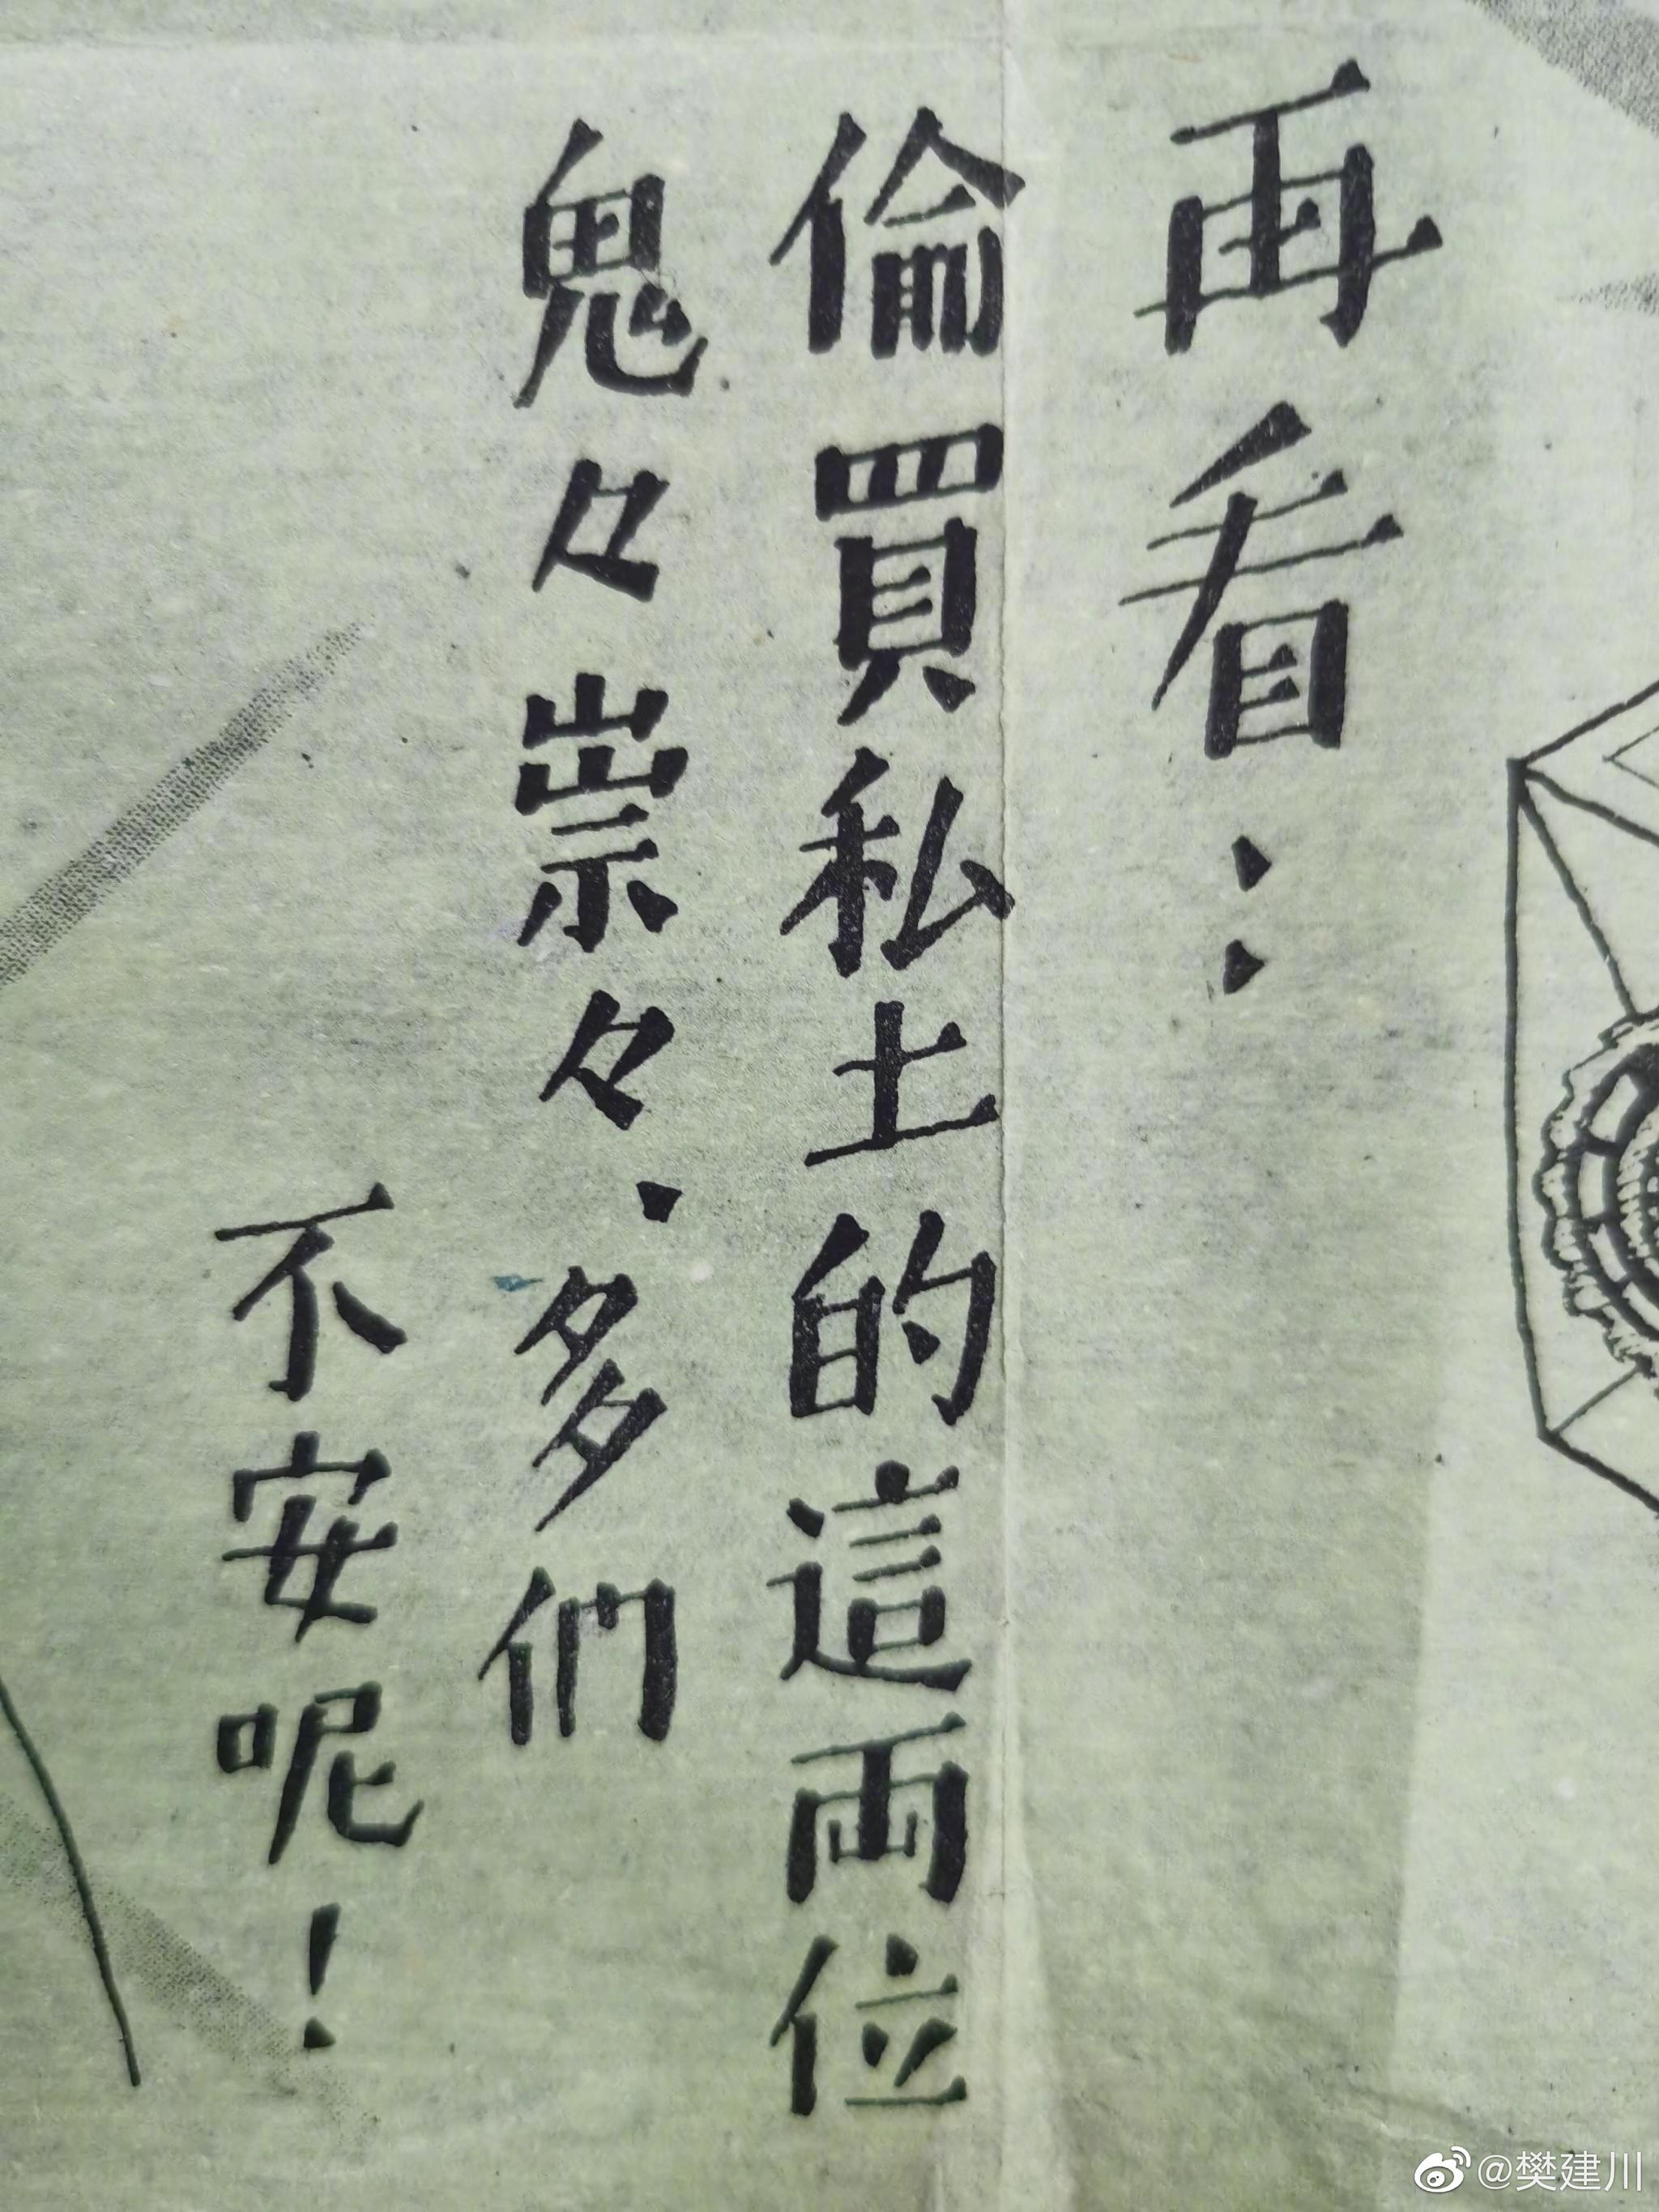 再看：
偷買私土的這両位
鬼々崇々、多們
不安呢！
@樊建川